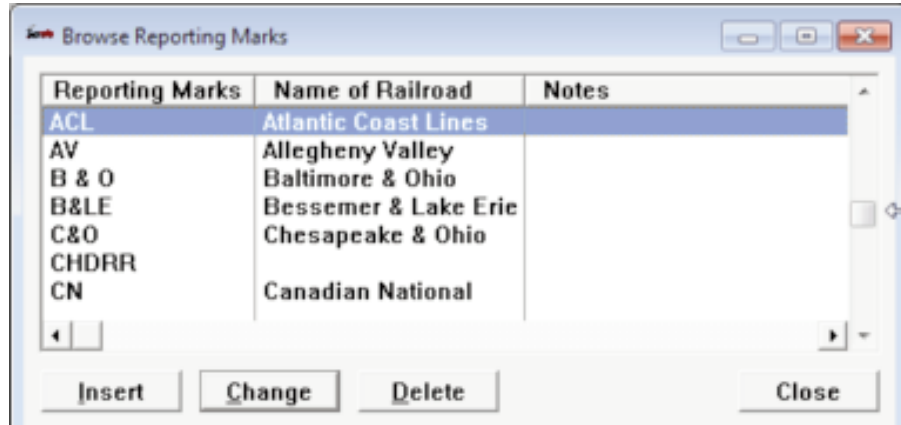 Browse Reporting Marks
Reporting Marks Name of Railroad Notes
ACL Atlantic Coast Lines
AV Allegheny Valley
B & O Baltimore & Ohio
B&LE Bessemer & Lake Erie
C&O Chesapeake & Ohio
CHDRR
CN Canadian National
Insert Change Delete Close